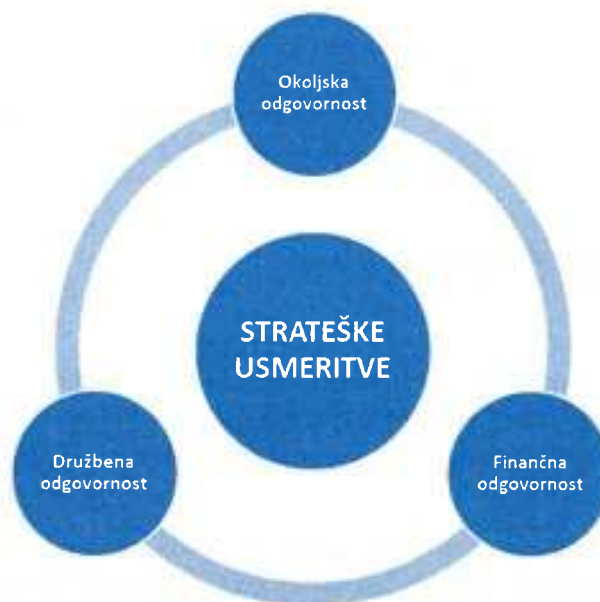 Okoljska
odgovornost
STRATEŠKE
USMERITVE
Družbena
odgovornost
Finančna
odgovornost